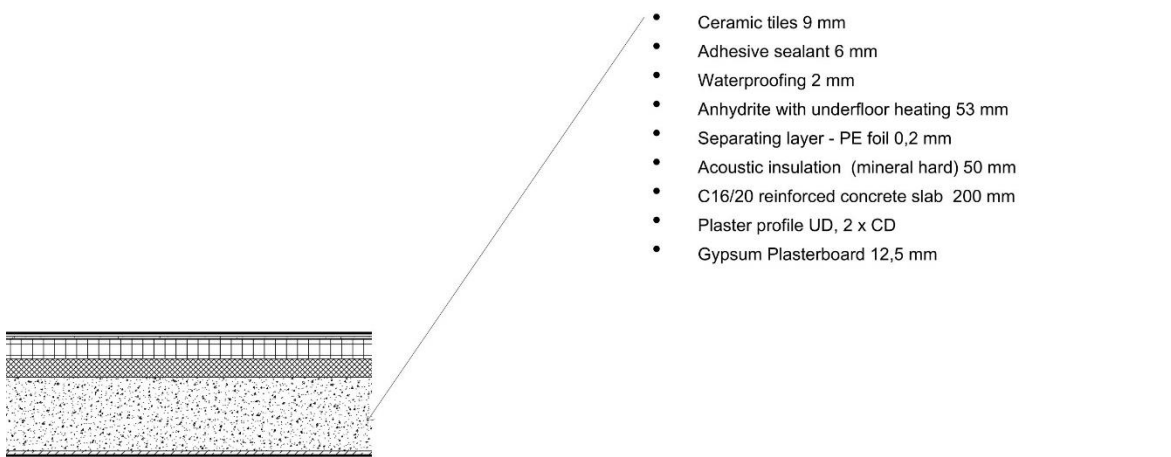 Ceramic tiles 9 mm
Adhesive sealant 6 mm
Waterproofing 2 mm
Anhydrite with underfloor heating 53 mm
Separating layer - PE foil 0,2 mm
Acoustic insulation (mineral hard) 50 mm
C16/20 reinforced concrete slab 200 mm
Plaster profile UD, 2 x CD
Gypsum Plasterboard 12,5 mm